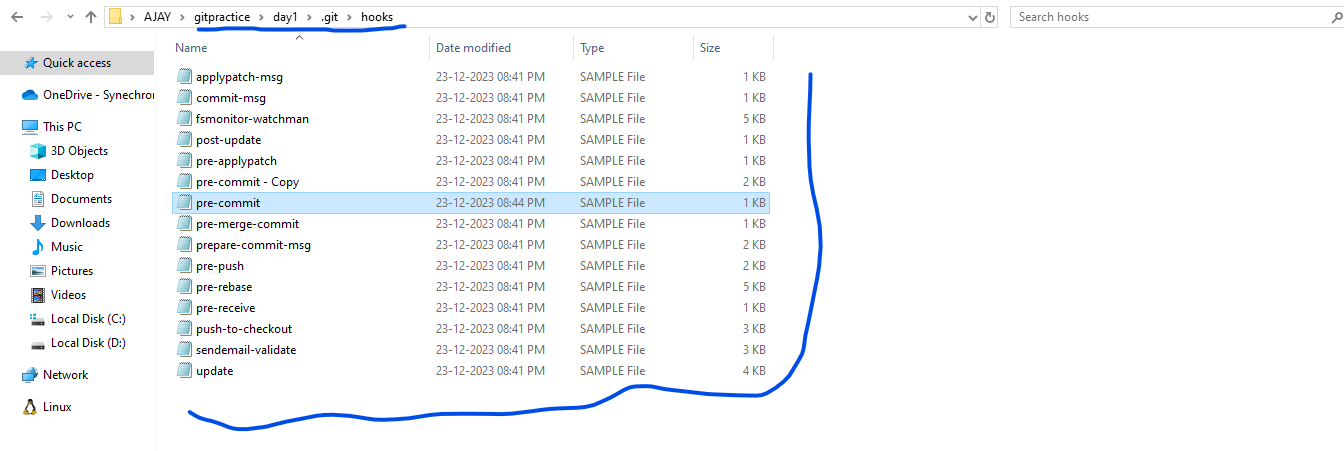 AJAY > gitpractice > day1 > .git > hooks
Search hooks
Name Date modified Type Size
Quick access
OneDrive - Synechror
This PC
3D Objects
Desktop
Documents
Downloads
Music
Pictures
Videos
Local Disk (C:)
Local Disk (D:)
Network
Linux
applypatch-msg 23-12-2023 08:41 PM SAMPLE File 1 KB
commit-msg 23-12-2023 08:41 PM SAMPLE File 1 KB
fsmonitor-watchman 23-12-2023 08:41 PM SAMPLE File 5 KB
post-update 23-12-2023 08:41 PM SAMPLE File 1 KB
pre-applypatch 23-12-2023 08:41 PM SAMPLE File 1 KB
pre-commit - Copy 23-12-2023 08:41 PM SAMPLE File 2 KB
pre-commit 23-12-2023 08:44 PM SAMPLE File 1 KB
pre-merge-commit 23-12-2023 08:41 PM SAMPLE File 1 KB
prepare-commit-msg 23-12-2023 08:41 PM SAMPLE File 2 KB
pre-push 23-12-2023 08:41 PM SAMPLE File 2 KB
pre-rebase 23-12-2023 08:41 PM SAMPLE File 5 KB
pre-receive 23-12-2023 08:41 PM SAMPLE File 1 KB
push-to-checkout 23-12-2023 08:41 PM SAMPLE File 3 KB
sendemail-validate 23-12-2023 08:41 PM SAMPLE File 3 KB
update 23-12-2023 08:41 PM SAMPLE File 4 KB